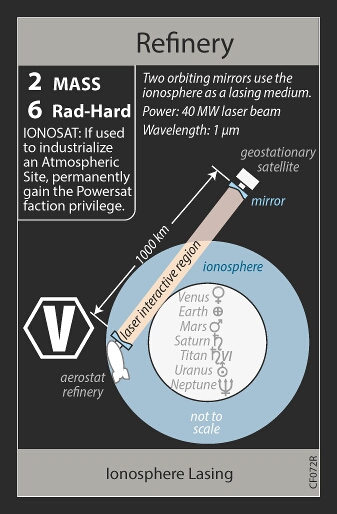 Refinery
2 MASS
6 Rad-Hard
IONOSAT: If used
to industrialize
an Atmospheric
Site, permanently
gain the Powersat
faction privilege.
Two orbiting mirrors use the
ionosphere as a lasing medium.
Power: 40 MW laser beam
Wavelength: 1 μm
geostationary
satellite
mirror
1000 km
laser interactive region
ionosphere
V
Venus ♀
Earth ⊕
Mars ♂
Saturn ♄
Titan ♄VI
Uranus ⛢
Neptune ♆
aerostat
refinery
not to
scale
Ionosphere Lasing
CF072R